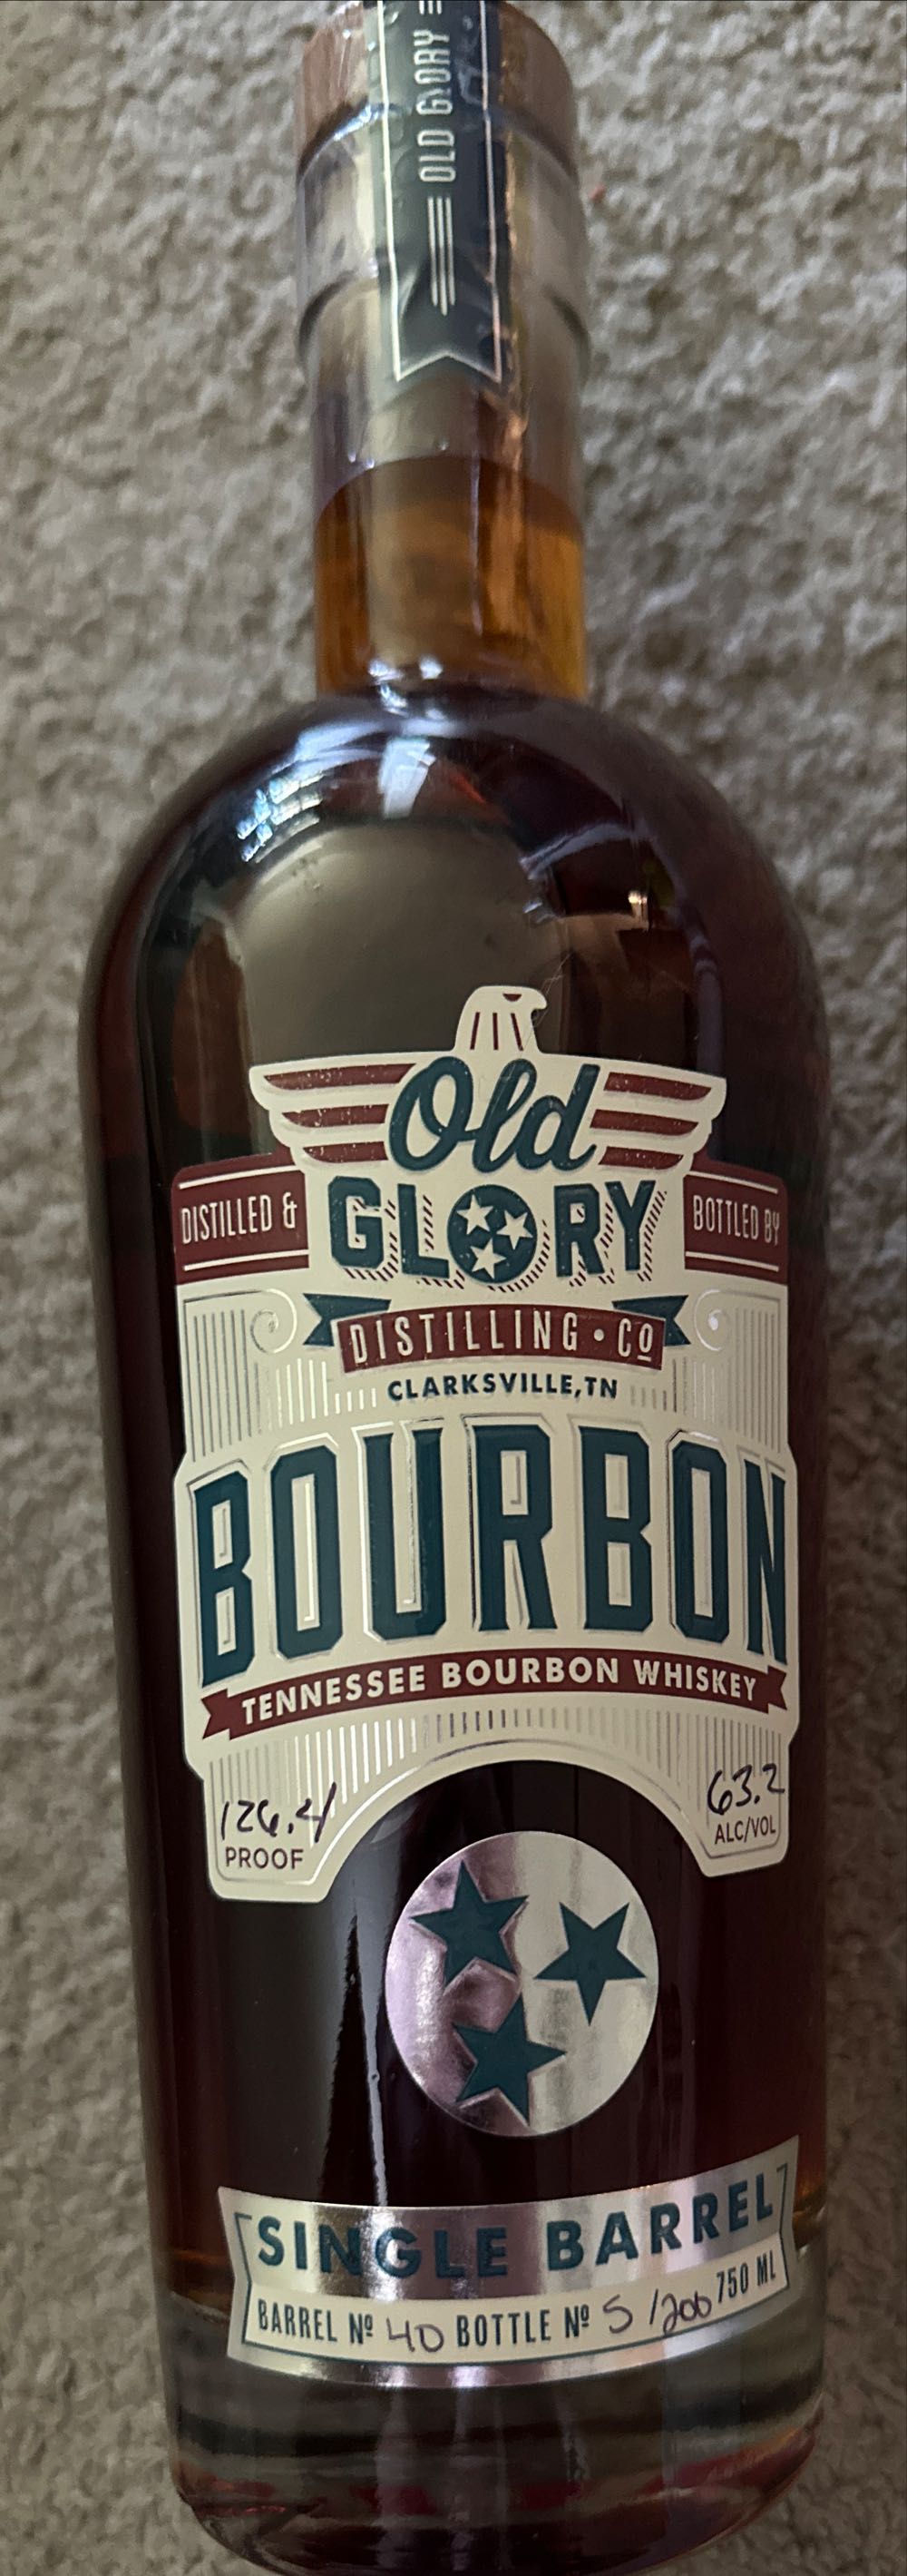 OLD GLORY
Old
GLORY
DISTILLED &
BOTTLED BY
DISTILLING • Co
CLARKSVILLE, TN
BOURBON
TENNESSEE BOURBON WHISKEY
126.4
PROOF
63.2
ALC/VOL
SINGLE BARREL
BARREL Nº 40 BOTTLE Nº 5 /200 750 ML